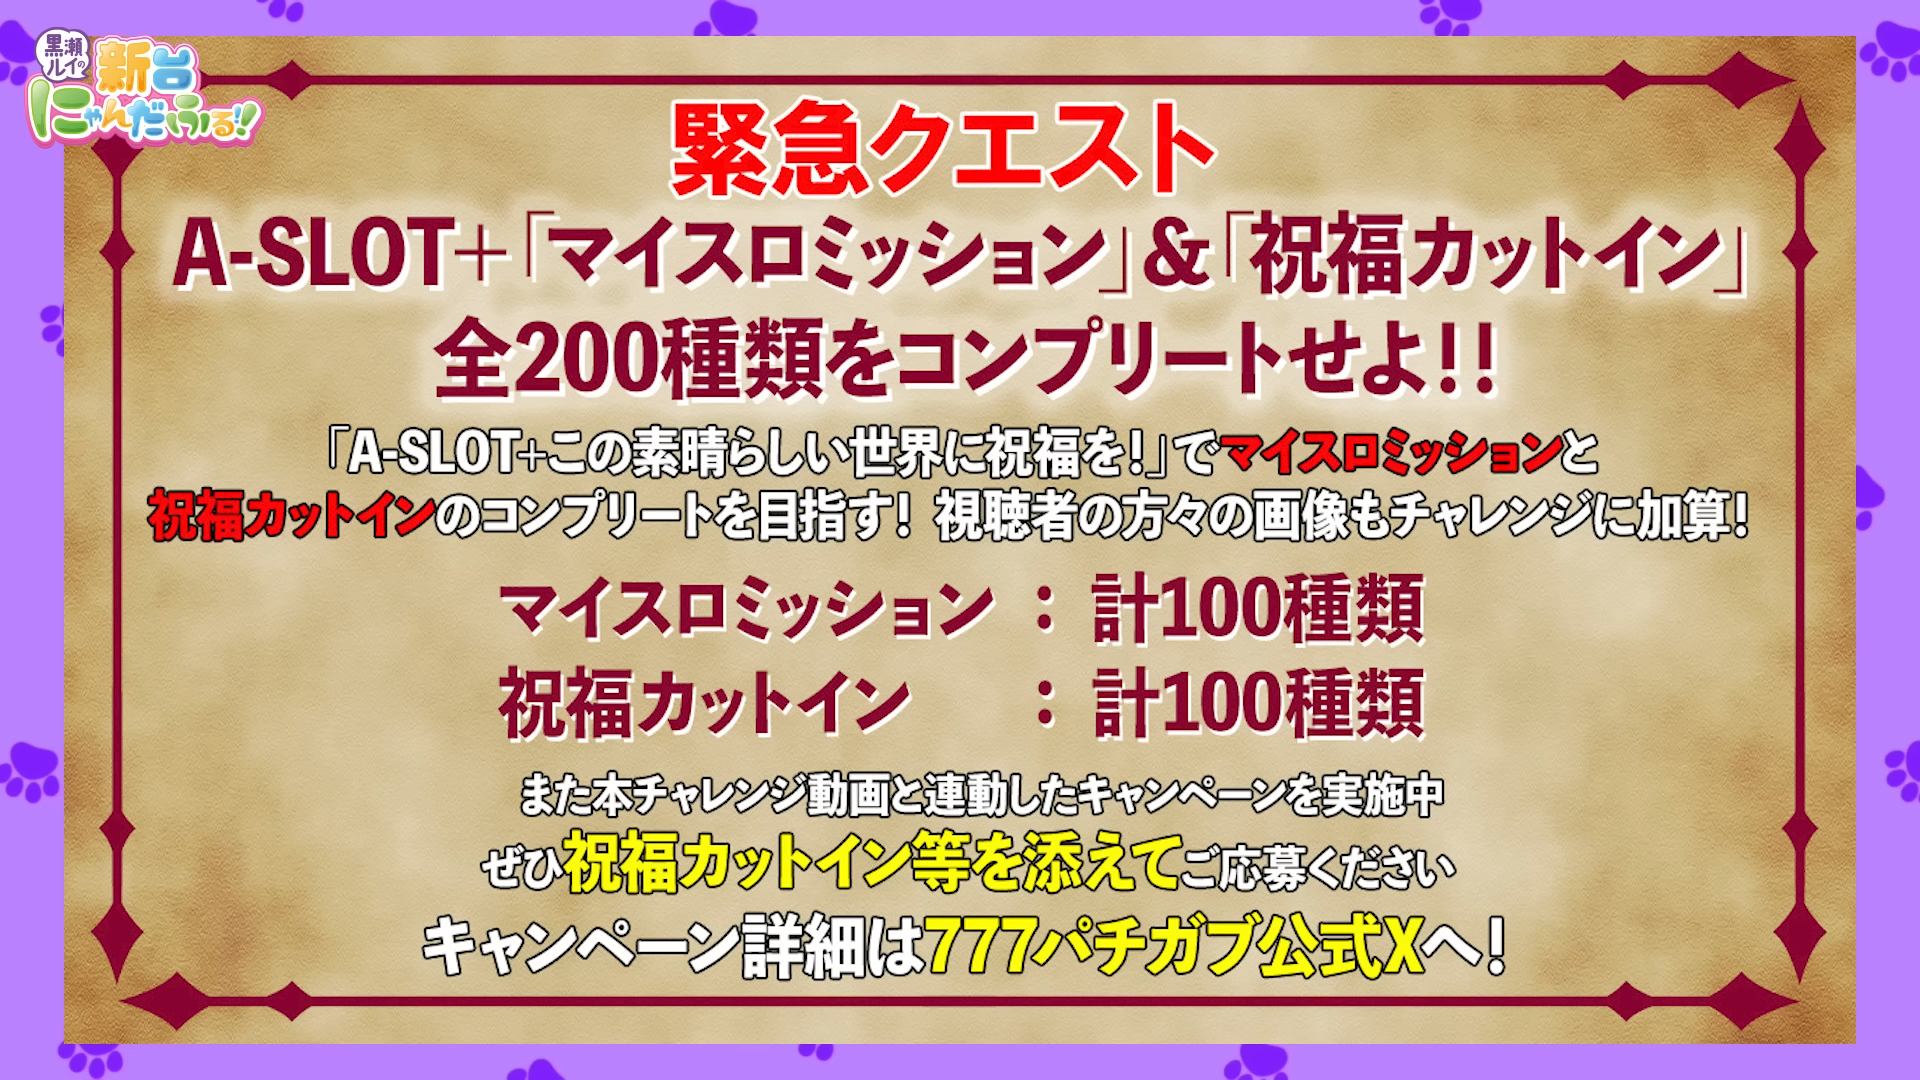 黒瀬ルイの
新台
にゃんだふる!!
緊急クエスト
A-SLOT+「マイスロミッション」&「祝福カットイン」
全200種類をコンプリートせよ!!
「A-SLOT+この素晴らしい世界に祝福を!」でマイスロミッションと
祝福カットインのコンプリートを目指す! 視聴者の方々の画像もチャレンジに加算!
マイスロミッション : 計100種類
祝福カットイン : 計100種類
また本チャレンジ動画と連動したキャンペーンを実施中
ぜひ祝福カットイン等を添えてご応募ください
キャンペーン詳細は777パチガブ公式Xへ!